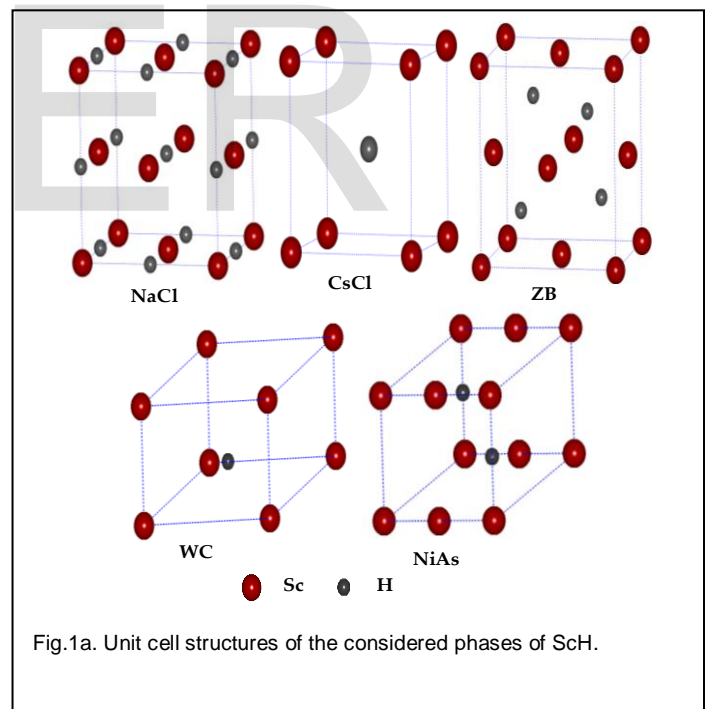 ER
NaCl
CsCl
ZB
WC
NiAs
Sc H
Fig.1a. Unit cell structures of the considered phases of ScH.